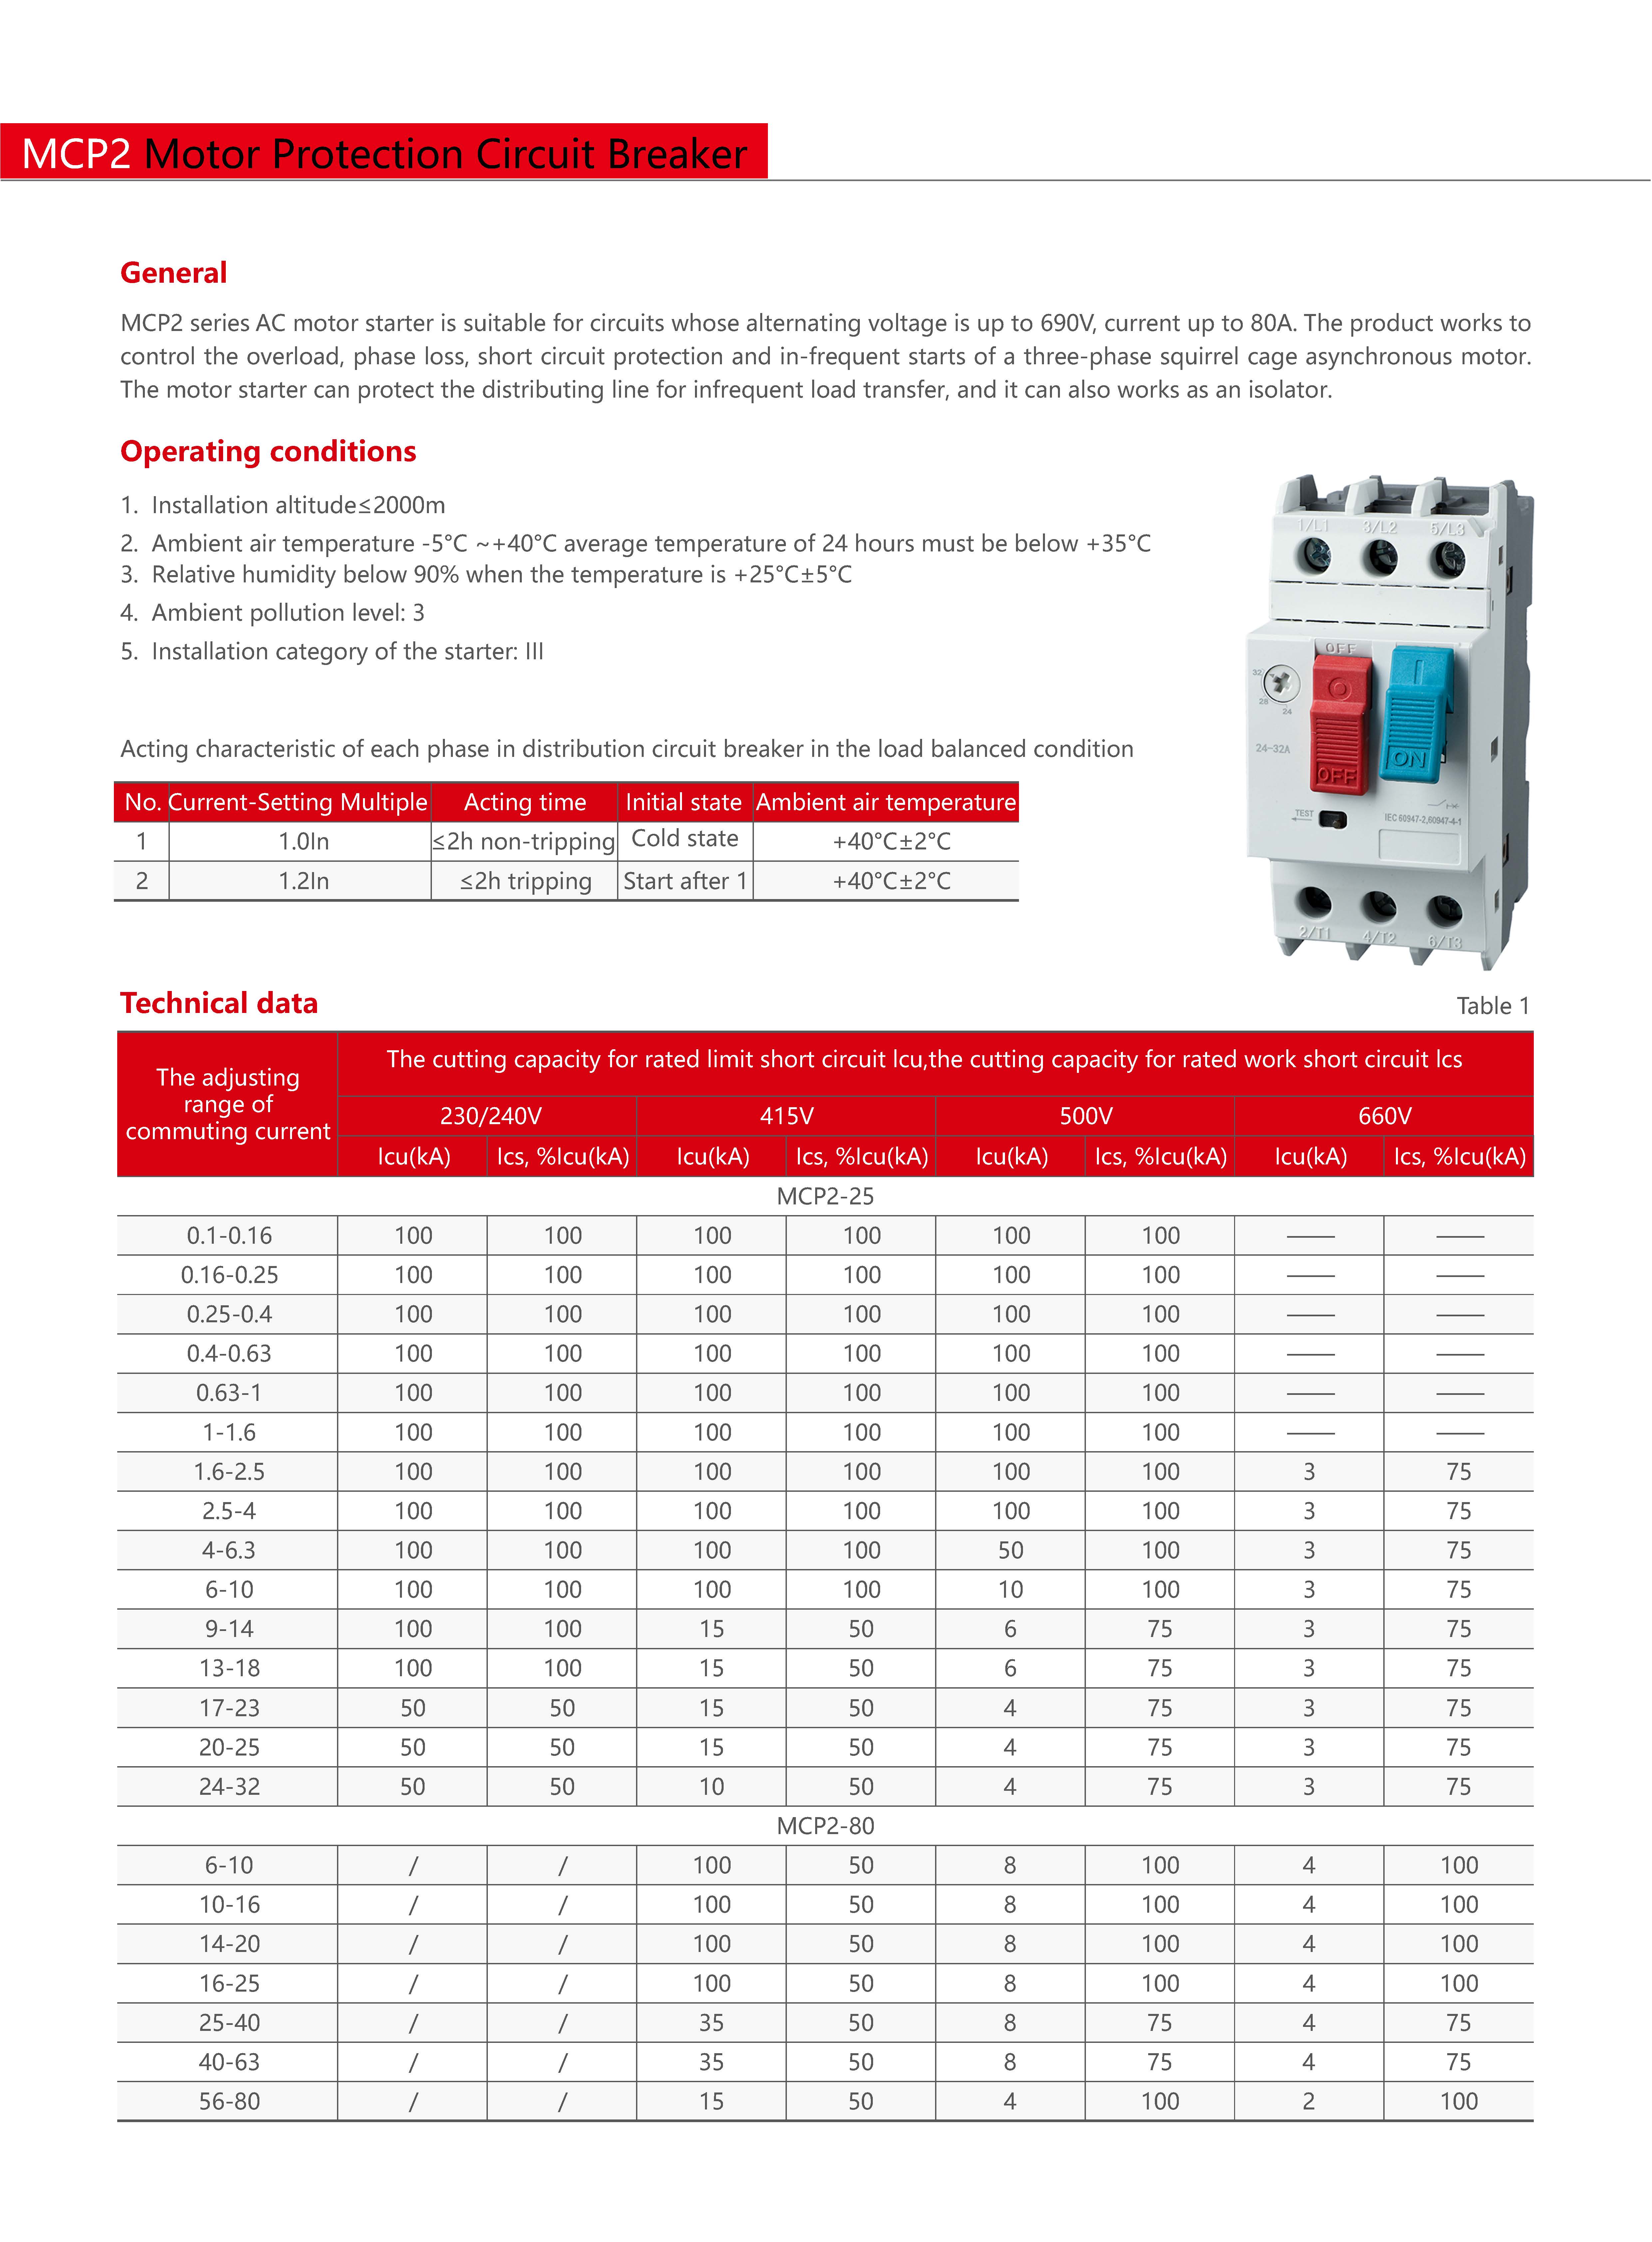 MCP2 Motor Protection Circuit Breaker
General
MCP2 series AC motor starter is suitable for circuits whose alternating voltage is up to 690V, current up to 80A. The product works to
control the overload, phase loss, short circuit protection and in-frequent starts of a three-phase squirrel cage asynchronous motor.
The motor starter can protect the distributing line for infrequent load transfer, and it can also works as an isolator.
Operating conditions
1. Installation altitude≤2000m
2. Ambient air temperature -5°C ~+40°C average temperature of 24 hours must be below +35°C
3. Relative humidity below 90% when the temperature is +25°C±5°C
4. Ambient pollution level: 3
5. Installation category of the starter: III
1/L1 3/L2 5/L3
OFF
32
28
24
24-32A
OFF
ON
TEST
IEC 60947-2,60947-4-1
2/T1 4/T2 6/T3
Acting characteristic of each phase in distribution circuit breaker in the load balanced condition
No. Current-Setting Multiple Acting time Initial state Ambient air temperature
1 1.0In ≤2h non-tripping Cold state +40°C±2°C
2 1.2In ≤2h tripping Start after 1 +40°C±2°C
Technical data Table 1
The adjusting
range of
commuting current
The cutting capacity for rated limit short circuit lcu,the cutting capacity for rated work short circuit lcs
230/240V 415V 500V 660V
Icu(kA) Ics, %Icu(kA) Icu(kA) Ics, %Icu(kA) Icu(kA) Ics, %Icu(kA) Icu(kA) Ics, %Icu(kA)
MCP2-25
0.1-0.16 100 100 100 100 100 100 —— ——
0.16-0.25 100 100 100 100 100 100 —— ——
0.25-0.4 100 100 100 100 100 100 —— ——
0.4-0.63 100 100 100 100 100 100 —— ——
0.63-1 100 100 100 100 100 100 —— ——
1-1.6 100 100 100 100 100 100 —— ——
1.6-2.5 100 100 100 100 100 100 3 75
2.5-4 100 100 100 100 100 100 3 75
4-6.3 100 100 100 100 50 100 3 75
6-10 100 100 100 100 10 100 3 75
9-14 100 100 15 50 6 75 3 75
13-18 100 100 15 50 6 75 3 75
17-23 50 50 15 50 4 75 3 75
20-25 50 50 15 50 4 75 3 75
24-32 50 50 10 50 4 75 3 75
MCP2-80
6-10 / / 100 50 8 100 4 100
10-16 / / 100 50 8 100 4 100
14-20 / / 100 50 8 100 4 100
16-25 / / 100 50 8 100 4 100
25-40 / / 35 50 8 75 4 75
40-63 / / 35 50 8 75 4 75
56-80 / / 15 50 4 100 2 100